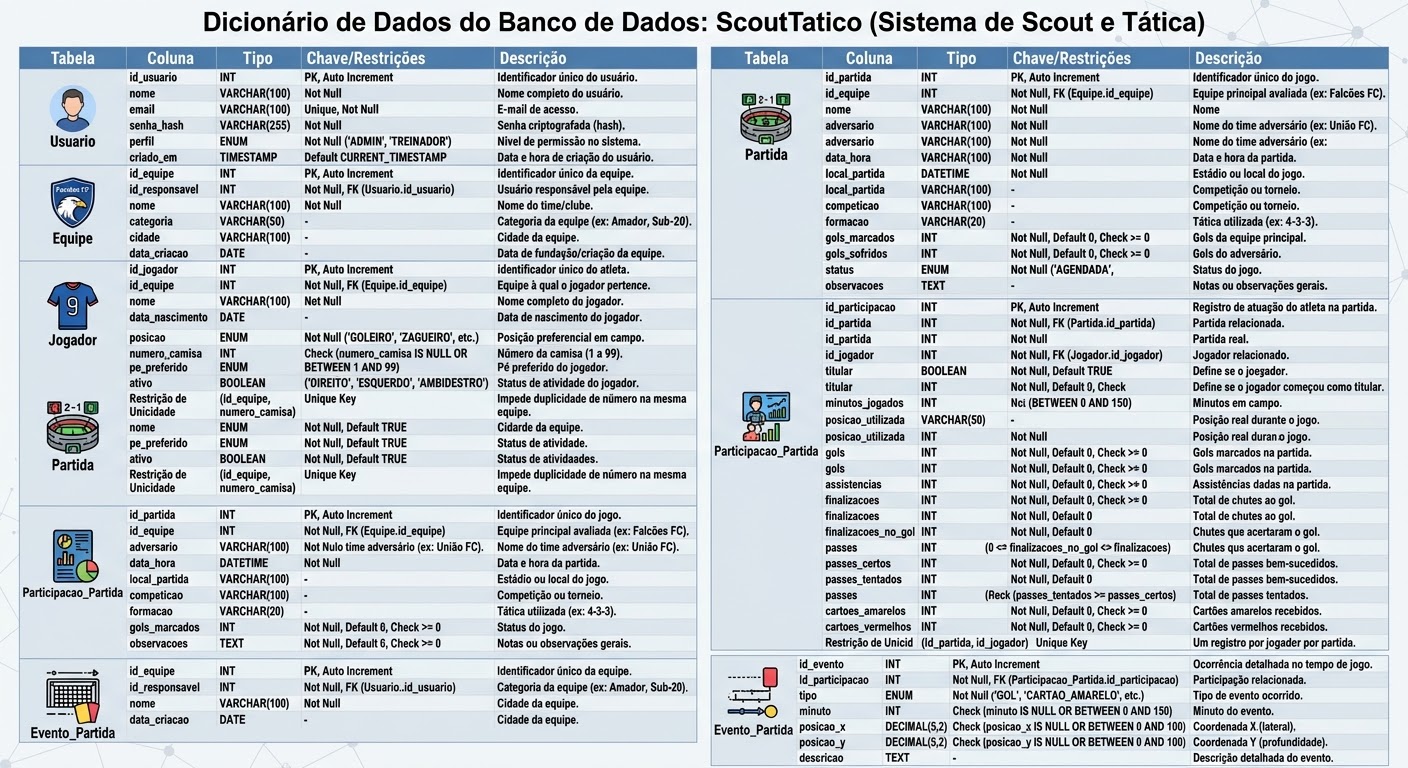 Dicionário de Dados do Banco de Dados: ScoutTatico (Sistema de Scout e Tática)
Tabela Coluna Tipo Chave/Restrições Descrição
Usuario
id_usuario INT PK, Auto Increment Identificador único do usuário.
nome VARCHAR(100) Not Null Nome completo do usuário.
email VARCHAR(100) Unique, Not Null E-mail de acesso.
senha_hash VARCHAR(255) Not Null Senha criptografada (hash).
perfil ENUM Not Null ('ADMIN', 'TREINADOR') Nível de permissão no sistema.
criado_em TIMESTAMP Default CURRENT_TIMESTAMP Data e hora de criação do usuário.
Equipe
id_equipe INT PK, Auto Increment Identificador único da equipe.
id_responsavel INT Not Null, FK (Usuario.id_usuario) Usuário responsável pela equipe.
nome VARCHAR(100) Not Null Nome do time/clube.
categoria VARCHAR(50) - Categoria da equipe (ex: Amador, Sub-20).
cidade VARCHAR(100) - Cidade da equipe.
data_criacao DATE - Data de fundação/criação da equipe.
9
Jogador
id_jogador INT PK, Auto Increment Identificador único do atleta.
id_equipe INT Not Null, FK (Equipe.id_equipe) Equipe à qual o jogador pertence.
nome VARCHAR(100) Not Null Nome completo do jogador.
data_nascimento DATE - Data de nascimento do jogador.
posicao ENUM Not Null ('GOLEIRO', 'ZAGUEIRO', etc.) Posição preferencial em campo.
numero_camisa INT Check (numero_camisa IS NULL OR Número da camisa (1 a 99).
pe_preferido ENUM BETWEEN 1 AND 99) Pé preferido do jogador.
ativo BOOLEAN ('DIREITO', 'ESQUERDO', 'AMBIDESTRO') Status de atividade do jogador.
2-1
Partida
Restrição de (id_equipe, Unique Key Impede duplicidade de número na mesma
Unicidade numero_camisa) equipe.
nome ENUM Not Null, Default TRUE Cidarde da equipe.
pe_preferido ENUM Not Null, Default TRUE Status de atividade.
ativo BOOLEAN Not Null, Default TRUE Status de atividaades.
Restrição de (id_equipe, Unique Key Impede duplicidade de número na mesma
Unicidade numero_camisa) equipe.
Participacao_Partida
id_partida INT PK, Auto Increment Identificador único do jogo.
id_equipe INT Not Null, FK (Equipe.id_equipe) Equipe principal avaliada (ex: Falcões FC).
adversario VARCHAR(100) Not Nulo time adversário (ex: União FC). Nome do time adversário (ex: União FC).
data_hora DATETIME Not Null Data e hora da partida.
local_partida VARCHAR(100) - Estádio ou local do jogo.
competicao VARCHAR(100) - Competição ou torneio.
formacao VARCHAR(20) - Tática utilizada (ex: 4-3-3).
gols_marcados INT Not Null, Default 0, Check >= 0 Status do jogo.
observacoes TEXT Not Null, Default 6, Check >= 0 Notas ou observações gerais.
Evento_Partida
id_equipe INT PK, Auto Increment Identificador único da equipe.
id_responsavel INT Not Null, FK (Usuario..id_usuario) Categoria da equipe (ex: Amador, Sub-20).
nome VARCHAR(100) Not Null Cidade da equipe.
data_criacao DATE - Cidade da equipe.
Tabela Coluna Tipo Chave/Restrições Descrição
2-1
Partida
id_partida INT PK, Auto Increment Identificador único do jogo.
id_equipe INT Not Null, FK (Equipe.id_equipe) Equipe principal avaliada (ex: Falcões FC).
nome VARCHAR(100) Not Null Nome
adversario VARCHAR(100) Not Null Nome do time adversário (ex: União FC).
adversario VARCHAR(100) Not Null Nome do time adversário (ex:
data_hora VARCHAR(100) Not Null Data e hora da partida.
local_partida DATETIME Not Null Estádio ou local do jogo.
local_partida VARCHAR(100) - Competição ou torneio.
competicao VARCHAR(100) - Competição ou torneio.
formacao VARCHAR(20) - Tática utilizada (ex: 4-3-3).
gols_marcados INT Not Null, Default 0, Check >= 0 Gols da equipe principal.
gols_sofridos INT Not Null, Default 0, Check >= 0 Gols do adversário.
status ENUM Not Null ('AGENDADA', Status do jogo.
observacoes TEXT - Notas ou observações gerais.
Participacao_Partida
id_participacao INT PK, Auto Increment Registro de atuação do atleta na partida.
id_partida INT Not Null, FK (Partida.id_partida) Partida relacionada.
id_partida INT Not Null Partida real.
id_jogador INT Not Null, FK (Jogador.id_jogador) Jogador relacionado.
titular BOOLEAN Not Null, Default TRUE Define se o joegador.
titular INT Not Null, Default 0, Check Define se o jogador começou como titular.
minutos_jogados INT Nci (BETWEEN 0 AND 150) Minutos em campo.
posicao_utilizada VARCHAR(50) - Posição real durante o jogo.
posicao_utilizada INT Not Null Posição real duran o jogo.
gols INT Not Null, Default 0, Check >= 0 Gols marcados na partida.
gols INT Not Null, Default 0, Check >= 0 Gols marcados na partida.
assistencias INT Not Null, Default 0, Check >= 0 Assistências dadas na partida.
finalizacoes INT Not Null, Default 0, Check >= 0 Total de chutes ao gol.
finalizacoes INT Not Null, Default 0 Total de chutes ao gol.
finalizacoes_no_gol INT Not Null, Default 0 Chutes que acertaram o gol.
passes INT (0 <= finalizacoes_no_gol <= finalizacoes) Chutes que acertaram o gol.
passes_certos INT Not Null, Default 0, Check >= 0 Total de passes bem-sucedidos.
passes_tentados INT Not Null, Default 0 Total de passes bem-sucedidos.
passes INT (Reck (passes_tentados >= passes_certos) Total de passes tentados.
cartoes_amarelos INT Not Null, Default 0, Check >= 0 Cartões amarelos recebidos.
cartoes_vermelhos INT Not Null, Default 0, Check >= 0 Cartões vermelhos recebidos.
Restrição de Unicid (Id_partida, id_jogador) Unique Key Um registro por jogador por partida.
Evento_Partida
id_evento INT PK, Auto Increment Ocorrência detalhada no tempo de jogo.
Id_participacao INT Not Null, FK (Participacao_Partida.id_participacao) Participação relacionada.
tipo ENUM Not Null ('GOL', 'CARTAO_AMARELO', etc.) Tipo de evento ocorrido.
minuto INT Check (minuto IS NULL OR BETWEEN 0 AND 150) Minuto do evento.
posicao_x DECIMAL(5,2) Check (posicao_x IS NULL OR BETWEEN 0 AND 100) Coordenada X (lateral).
posicao_y DECIMAL(5,2) Check (posicao_y IS NULL OR BETWEEN 0 AND 100) Coordenada Y (profundidade).
descricao TEXT - Descrição detalhada do evento.